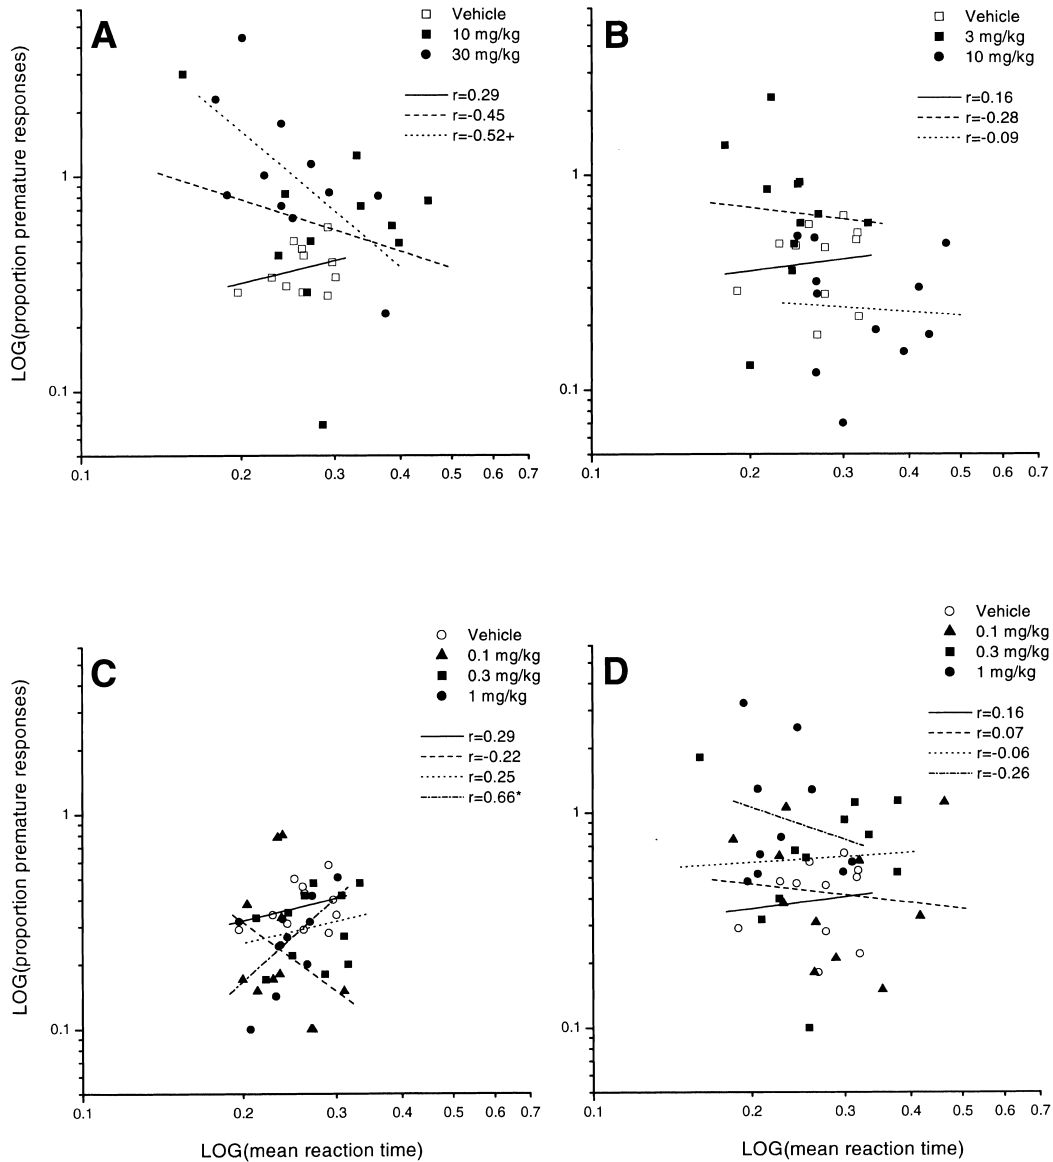 A
Vehicle
10 mg/kg
30 mg/kg
r=0.29
r=-0.45
r=-0.52+
LOG(proportion premature responses)
1
0.1
0.1
0.2
0.3
0.4
0.5
0.6
0.7
B
Vehicle
3 mg/kg
10 mg/kg
r=0.16
r=-0.28
r=-0.09
1
0.1
0.1
0.2
0.3
0.4
0.5
0.6
0.7
C
Vehicle
0.1 mg/kg
0.3 mg/kg
1 mg/kg
r=0.29
r=-0.22
r=0.25
r=0.66*
LOG(proportion premature responses)
1
0.1
0.1
0.2
0.3
0.4
0.5
0.6
0.7
LOG(mean reaction time)
D
Vehicle
0.1 mg/kg
0.3 mg/kg
1 mg/kg
r=0.16
r=0.07
r=-0.06
r=-0.26
1
0.1
0.1
0.2
0.3
0.4
0.5
0.6
0.7
LOG(mean reaction time)